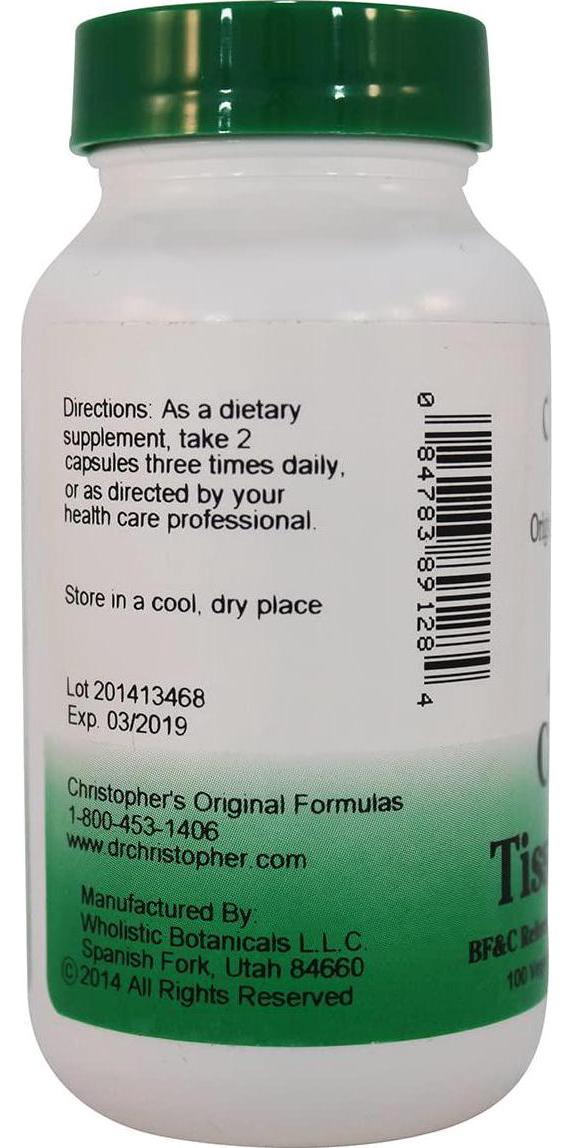 Directions: As a dietary
supplement, take 2
capsules three times daily,
or as directed by your
health care professional.
Store in a cool, dry place
Lot 201413468
Exp. 03/2019
Christopher's Original Formulas
1-800-453-1406
www.drchristopher.com
Manufactured By:
Wholistic Botanicals L.L.C.
Spanish Fork, Utah 84660
©2014 All Rights Reserved
0 84783 89128 4
BF&C
100